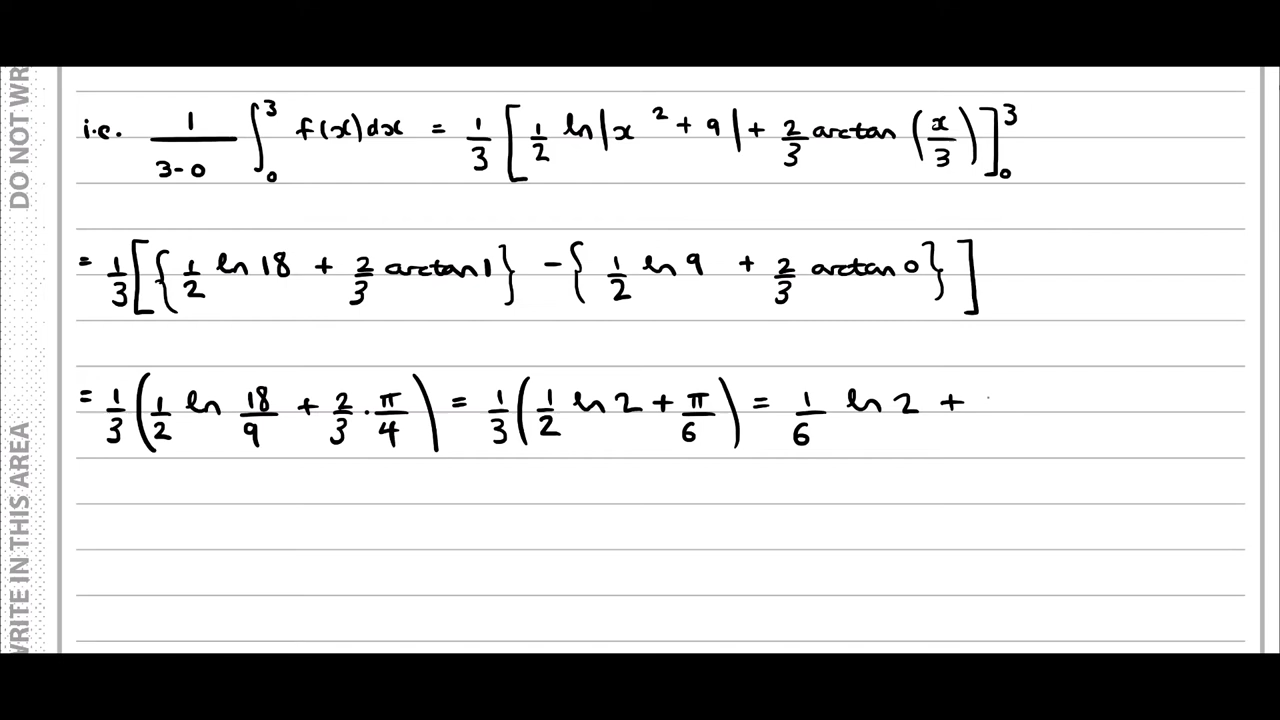 i.e. 1/(3-0) ∫₀³ f(x)dx = 1/3 [ 1/2 ln|x² + 9| + 2/3 arctan (x/3) ]₀³
= 1/3 [ { 1/2 ln 18 + 2/3 arctan 1 } - { 1/2 ln 9 + 2/3 arctan 0 } ]
= 1/3 ( 1/2 ln 18/9 + 2/3 · π/4 ) = 1/3 ( 1/2 ln 2 + π/6 ) = 1/6 ln 2 +
DO NOT WR
WRITE IN THIS AREA